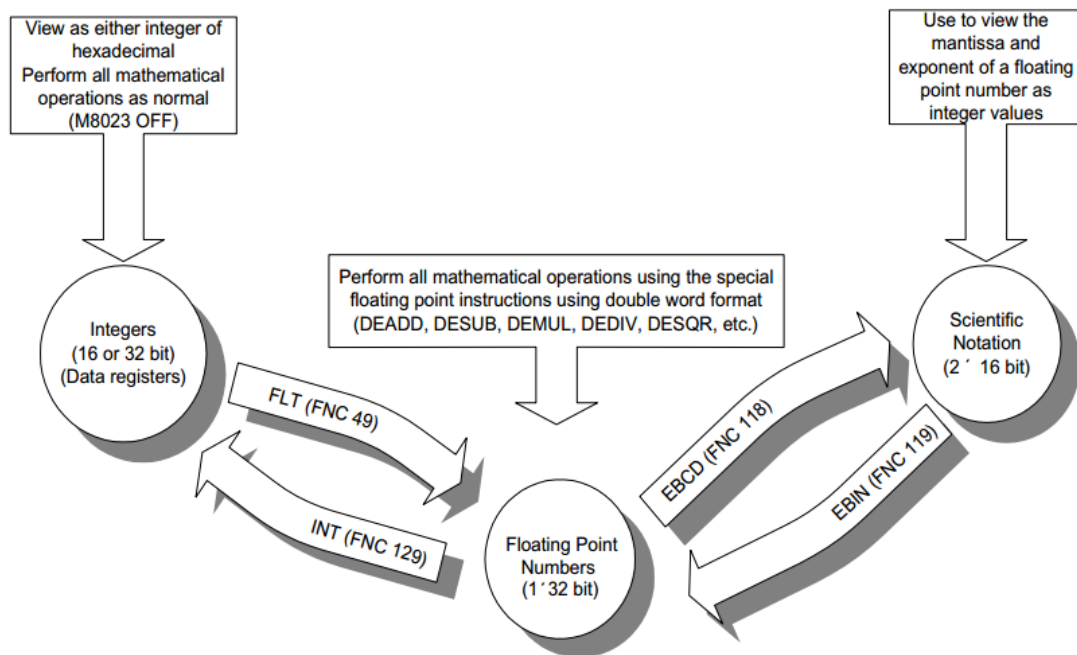 View as either integer of
hexadecimal
Perform all mathematical
operations as normal
(M8023 OFF)
Use to view the
mantissa and
exponent of a floating
point number as
integer values
Perform all mathematical operations using the special
floating point instructions using double word format
(DEADD, DESUB, DEMUL, DEDIV, DESQR, etc.)
Integers
(16 or 32 bit)
(Data registers)
Scientific
Notation
(2 ´ 16 bit)
FLT (FNC 49)
INT (FNC 129)
EBCD (FNC 118)
EBIN (FNC 119)
Floating Point
Numbers
(1 ´ 32 bit)